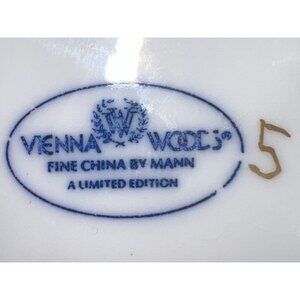 W
VIENNA WOODS®
FINE CHINA BY MANN
A LIMITED EDITION
5